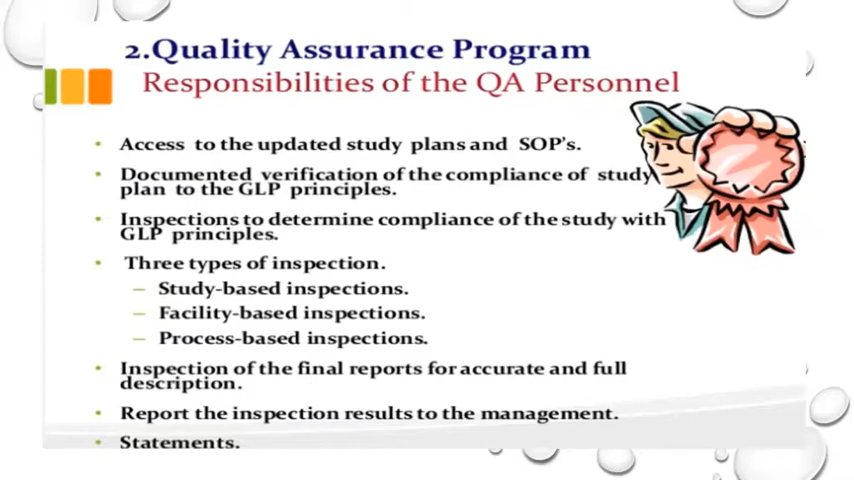 2.Quality Assurance Program
Responsibilities of the QA Personnel
• Access to the updated study plans and SOP's.
• Documented verification of the compliance of study
plan to the GLP principles.
• Inspections to determine compliance of the study with
GLP principles.
• Three types of inspection.
– Study-based inspections.
– Facility-based inspections.
– Process-based inspections.
• Inspection of the final reports for accurate and full
description.
• Report the inspection results to the management.
• Statements.